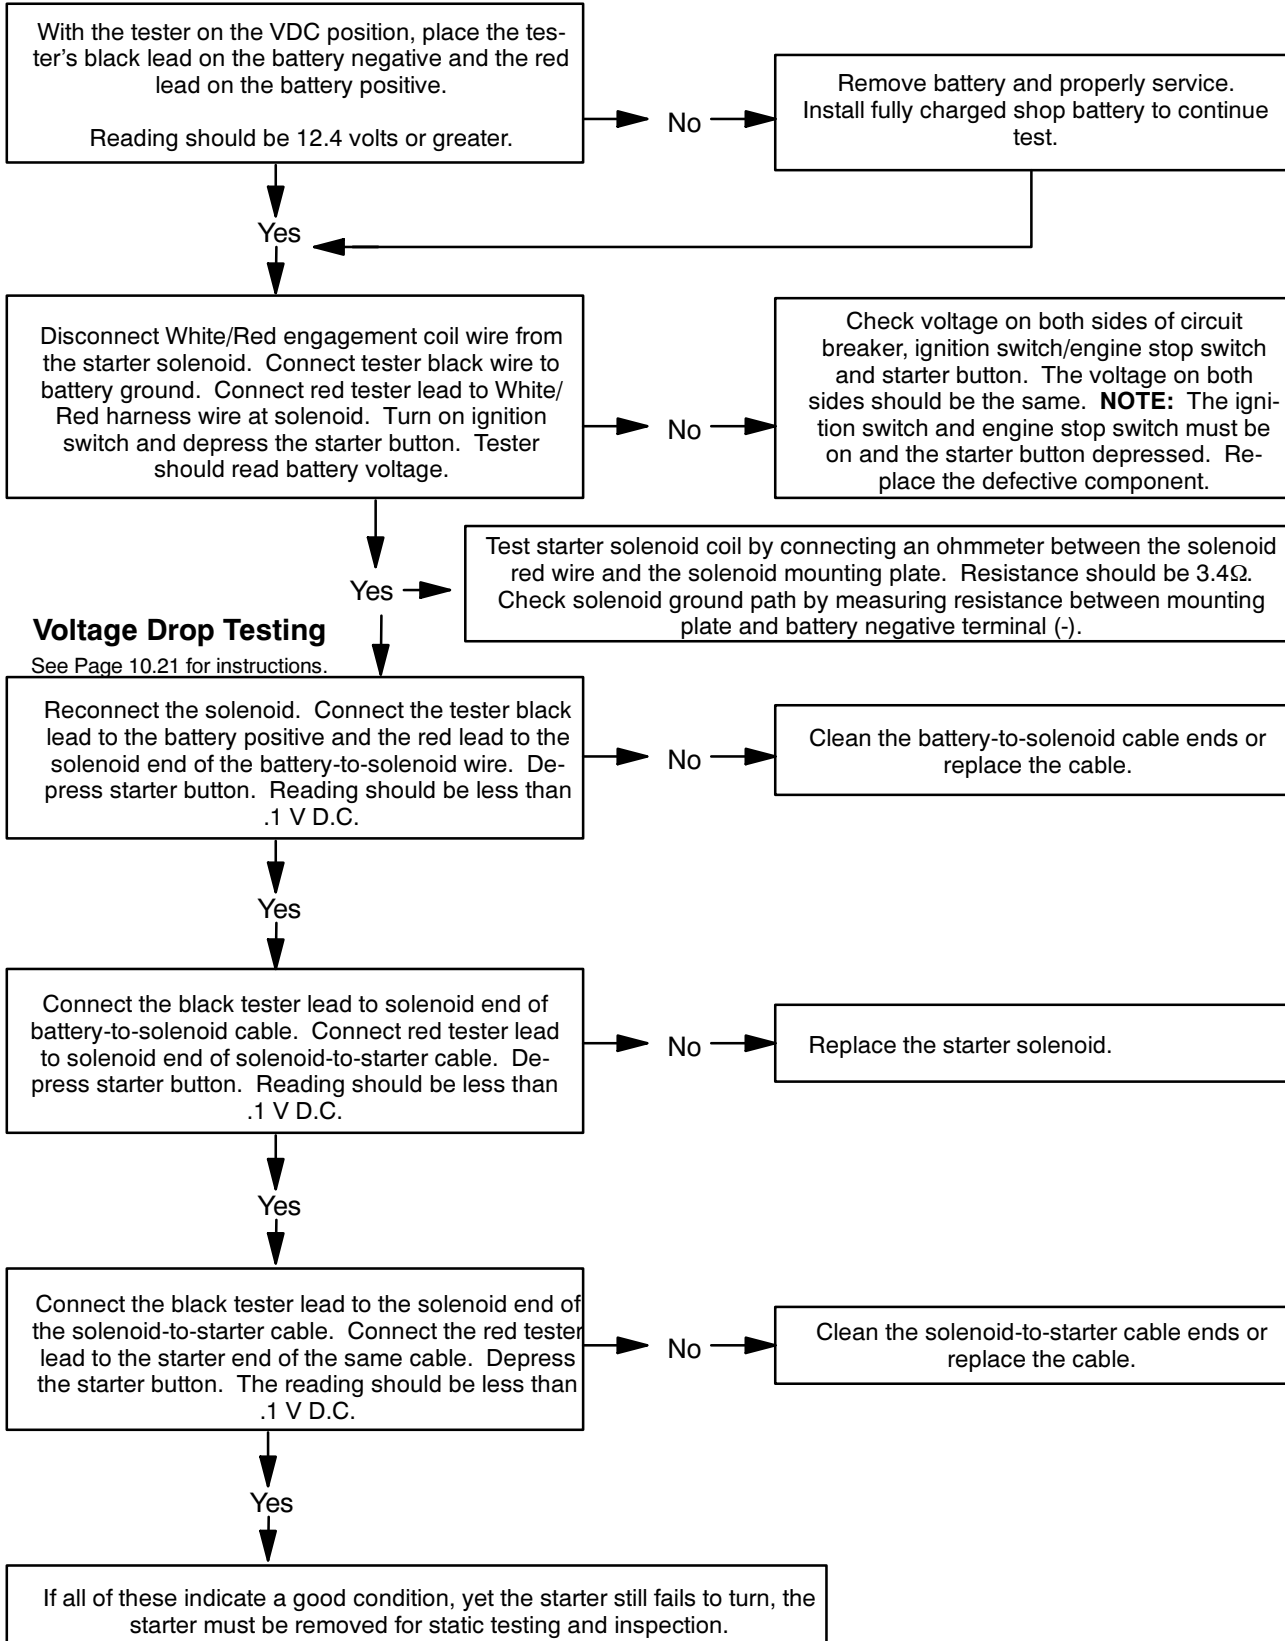 With the tester on the VDC position, place the tes-
ter's black lead on the battery negative and the red
lead on the battery positive.
Reading should be 12.4 volts or greater.
No
Remove battery and properly service.
Install fully charged shop battery to continue
test.
Yes
Disconnect White/Red engagement coil wire from
the starter solenoid. Connect tester black wire to
battery ground. Connect red tester lead to White/
Red harness wire at solenoid. Turn on ignition
switch and depress the starter button. Tester
should read battery voltage.
No
Check voltage on both sides of circuit
breaker, ignition switch/engine stop switch
and starter button. The voltage on both
sides should be the same. NOTE: The igni-
tion switch and engine stop switch must be
on and the starter button depressed. Re-
place the defective component.
Yes
Test starter solenoid coil by connecting an ohmmeter between the solenoid
red wire and the solenoid mounting plate. Resistance should be 3.4Ω.
Check solenoid ground path by measuring resistance between mounting
plate and battery negative terminal (-).
Voltage Drop Testing
See Page 10.21 for instructions.
Reconnect the solenoid. Connect the tester black
lead to the battery positive and the red lead to the
solenoid end of the battery-to-solenoid wire. De-
press starter button. Reading should be less than
.1 V D.C.
No
Clean the battery-to-solenoid cable ends or
replace the cable.
Yes
Connect the black tester lead to solenoid end of
battery-to-solenoid cable. Connect red tester lead
to solenoid end of solenoid-to-starter cable. De-
press starter button. Reading should be less than
.1 V D.C.
No
Replace the starter solenoid.
Yes
Connect the black tester lead to the solenoid end of
the solenoid-to-starter cable. Connect the red tester
lead to the starter end of the same cable. Depress
the starter button. The reading should be less than
.1 V D.C.
No
Clean the solenoid-to-starter cable ends or
replace the cable.
Yes
If all of these indicate a good condition, yet the starter still fails to turn, the
starter must be removed for static testing and inspection.